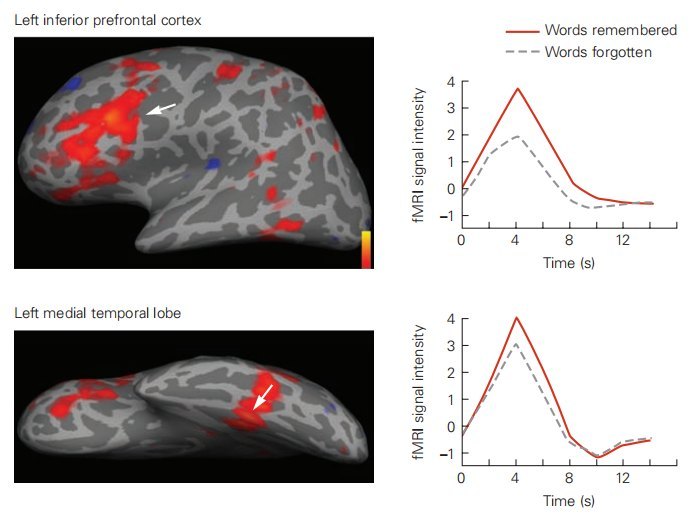 Left inferior prefrontal cortex
Words remembered
Words forgotten
fMRI signal intensity
4
3
2
1
0
−1
0 4 8 12
Time (s)
Left medial temporal lobe
fMRI signal intensity
4
3
2
1
0
−1
0 4 8 12
Time (s)